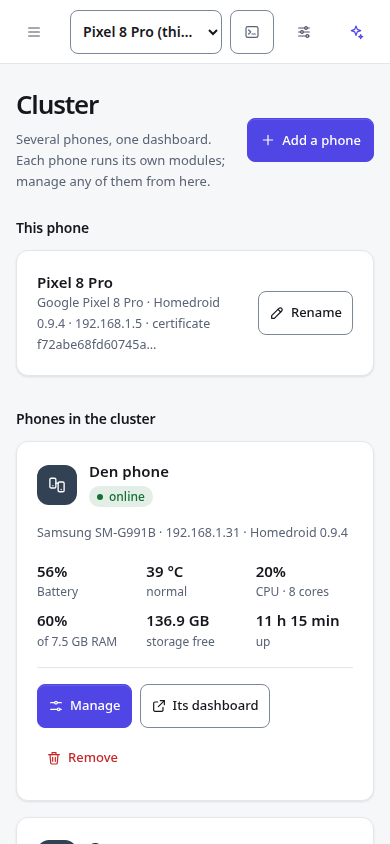 Pixel 8 Pro (thi...
Cluster
Several phones, one dashboard.
Each phone runs its own modules;
manage any of them from here.
Add a phone
This phone
Pixel 8 Pro
Google Pixel 8 Pro · Homedroid
0.9.4 · 192.168.1.5 · certificate
f72abe68fd60745a...
Rename
Phones in the cluster
Den phone
online
Samsung SM-G991B · 192.168.1.31 · Homedroid 0.9.4
56% 39 °C 20%
Battery normal CPU · 8 cores
60% 136.9 GB 11 h 15 min
of 7.5 GB RAM storage free up
Manage Its dashboard
Remove